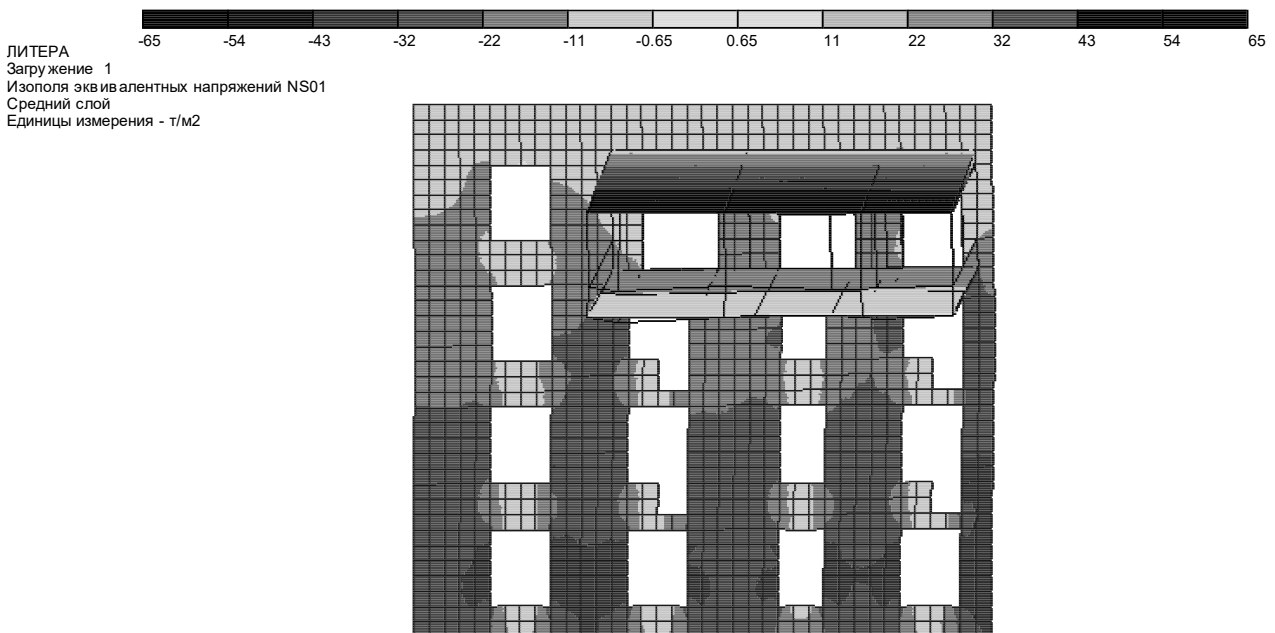 -65 -54 -43 -32 -22 -11 -0.65 0.65 11 22 32 43 54 65
ЛИТЕРА
Загружение 1
Изополя эквивалентных напряжений NS01
Средний слой
Единицы измерения - т/м2